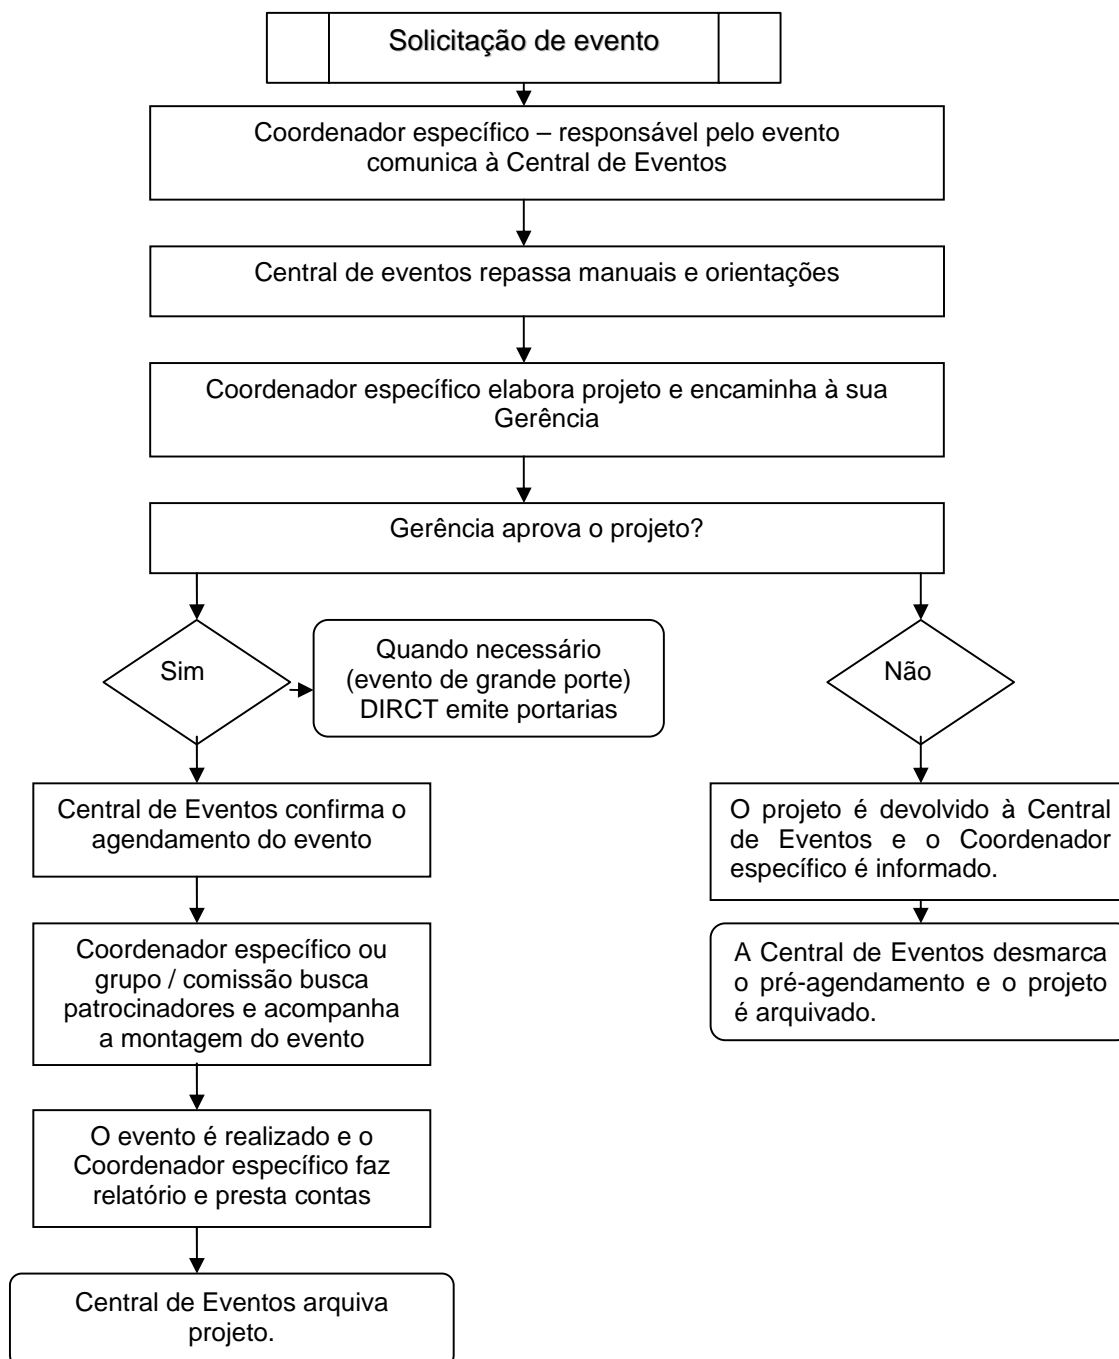 Solicitação de evento
Coordenador específico – responsável pelo evento
comunica à Central de Eventos
Central de eventos repassa manuais e orientações
Coordenador específico elabora projeto e encaminha à sua
Gerência
Gerência aprova o projeto?
Sim
Quando necessário
(evento de grande porte)
DIRCT emite portarias
Não
Central de Eventos confirma o
agendamento do evento
Coordenador específico ou
grupo / comissão busca
patrocinadores e acompanha
a montagem do evento
O evento é realizado e o
Coordenador específico faz
relatório e presta contas
Central de Eventos arquiva
projeto.
O projeto é devolvido à Central
de Eventos e o Coordenador
específico é informado.
A Central de Eventos desmarca
o pré-agendamento e o projeto
é arquivado.